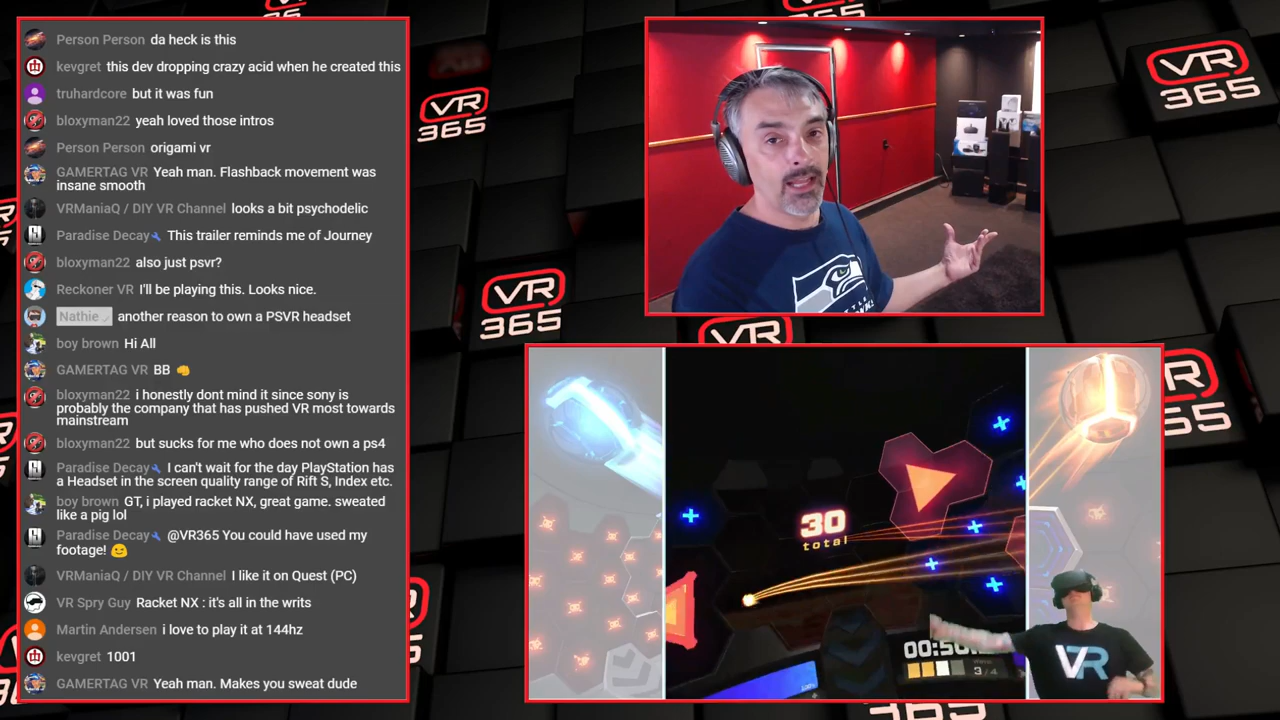 Person Person da heck is this
kevgret this dev dropping crazy acid when he created this
truhardcore but it was fun
bloxyman22 yeah loved those intros
Person Person origami vr
GAMERTAG VR Yeah man. Flashback movement was
insane smooth
VRManiaQ / DIY VR Channel looks a bit psychodelic
Paradise Decay This trailer reminds me of Journey
bloxyman22 also just psvr?
Reckoner VR I'll be playing this. Looks nice.
Nathie another reason to own a PSVR headset
boy brown Hi All
GAMERTAG VR BB
bloxyman22 i honestly dont mind it since sony is
probably the company that has pushed VR most towards
mainstream
bloxyman22 but sucks for me who does not own a ps4
Paradise Decay I can't wait for the day PlayStation has
a Headset in the screen quality range of Rift S, Index etc.
boy brown GT, i played racket NX, great game. sweated
like a pig lol
Paradise Decay @VR365 You could have used my
footage!
VRManiaQ / DIY VR Channel I like it on Quest (PC)
VR Spry Guy Racket NX : it's all in the writs
Martin Andersen i love to play it at 144hz
kevgret 1001
GAMERTAG VR Yeah man. Makes you sweat dude
VR
365
VR
365
VR
365
VR
365
30
total
00:50
3/4
VR